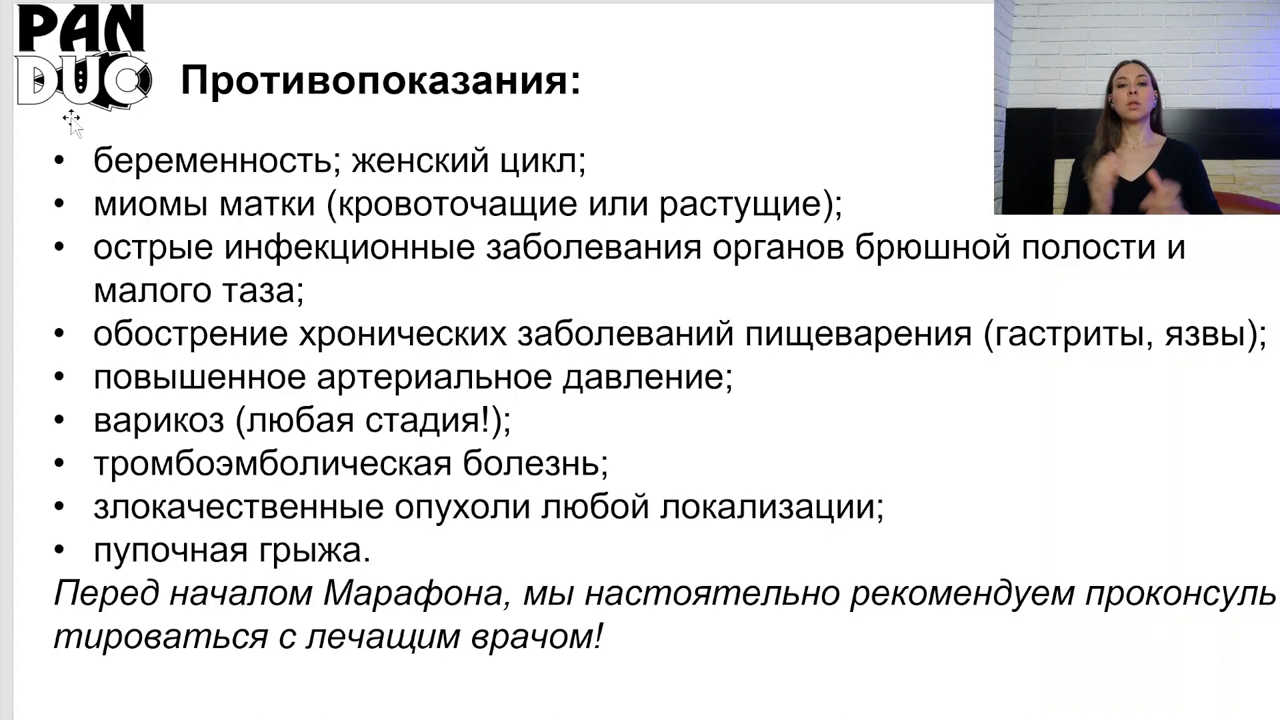 PAN
DUC
Противопоказания:
• беременность; женский цикл;
• миомы матки (кровоточащие или растущие);
• острые инфекционные заболевания органов брюшной полости и
малого таза;
• обострение хронических заболеваний пищеварения (гастриты, язвы);
• повышенное артериальное давление;
• варикоз (любая стадия!);
• тромбоэмболическая болезнь;
• злокачественные опухоли любой локализации;
• пупочная грыжа.
Перед началом Марафона, мы настоятельно рекомендуем проконсуль
тироваться с лечащим врачом!